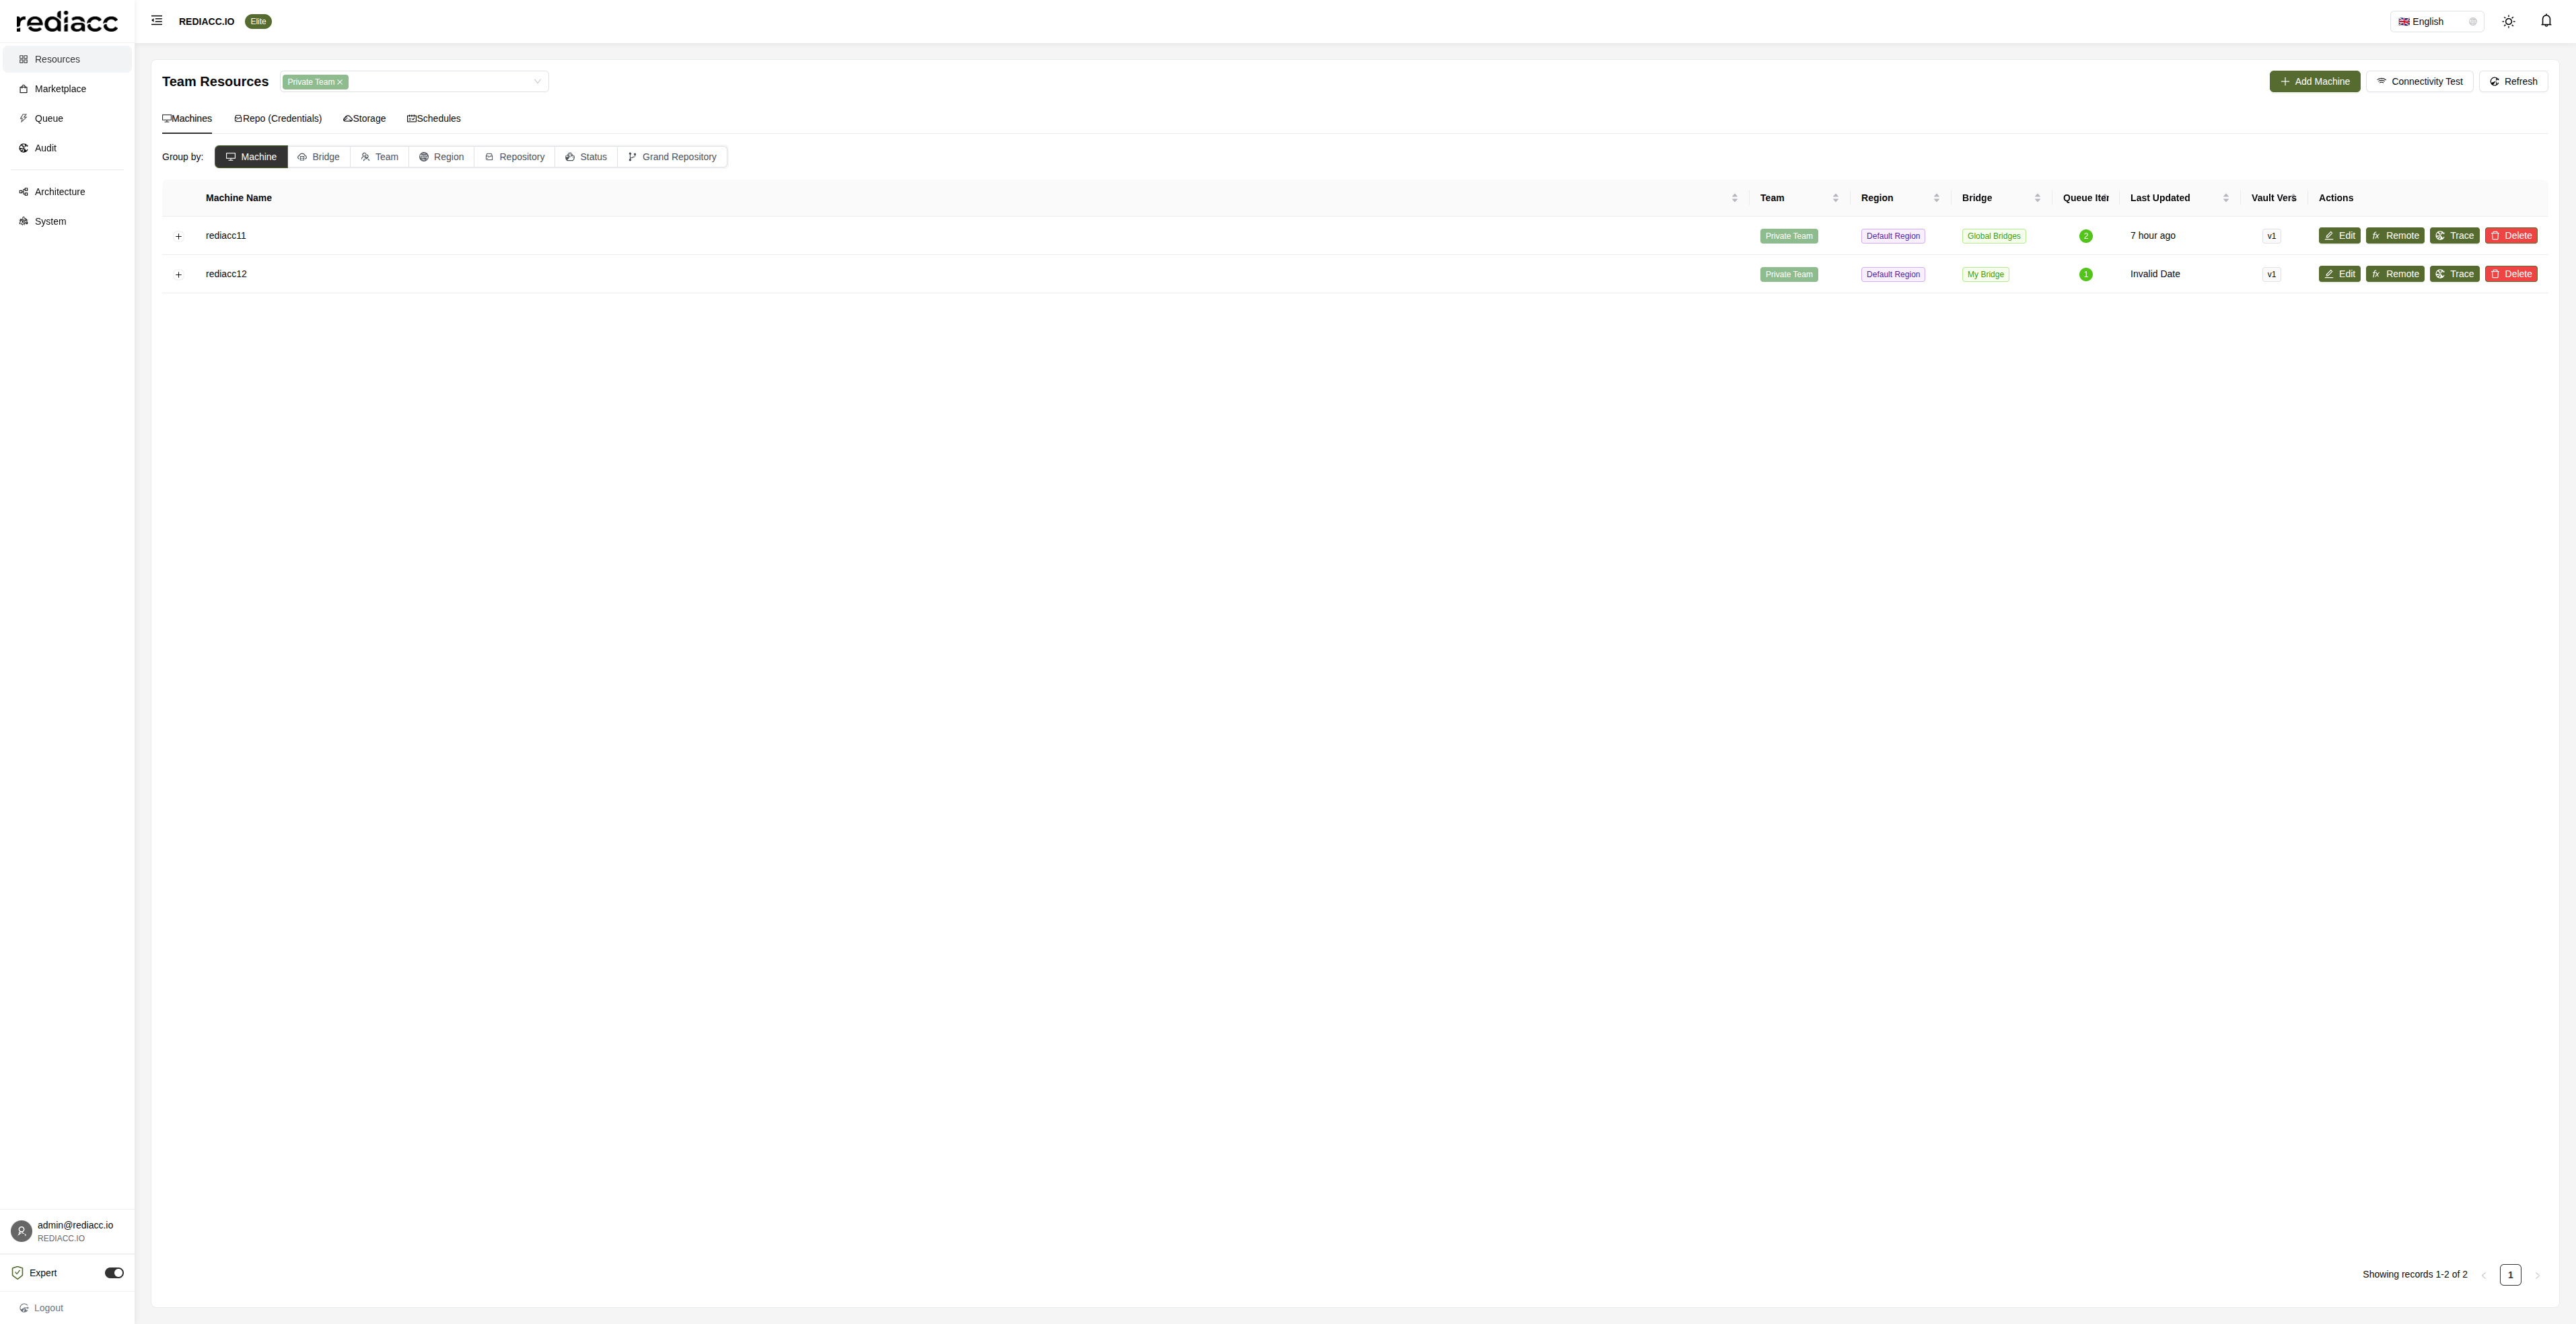 rediacc
REDIACC.IO Elite
English
Resources
Marketplace
Queue
Audit
Architecture
System
Team Resources Private Team
Add Machine Connectivity Test Refresh
Machines Repo (Credentials) Storage Schedules
Group by: Machine Bridge Team Region Repository Status Grand Repository
Machine Name Team Region Bridge Queue Last Updated Vault Actions
rediacc11 Private Team Default Region Global Bridges 2 7 hour ago v1 Edit Remote Trace Delete
rediacc12 Private Team Default Region My Bridge 1 Invalid Date v1 Edit Remote Trace Delete
Showing records 1-2 of 2 1
admin@rediacc.io
REDIACC.IO
Expert
Logout